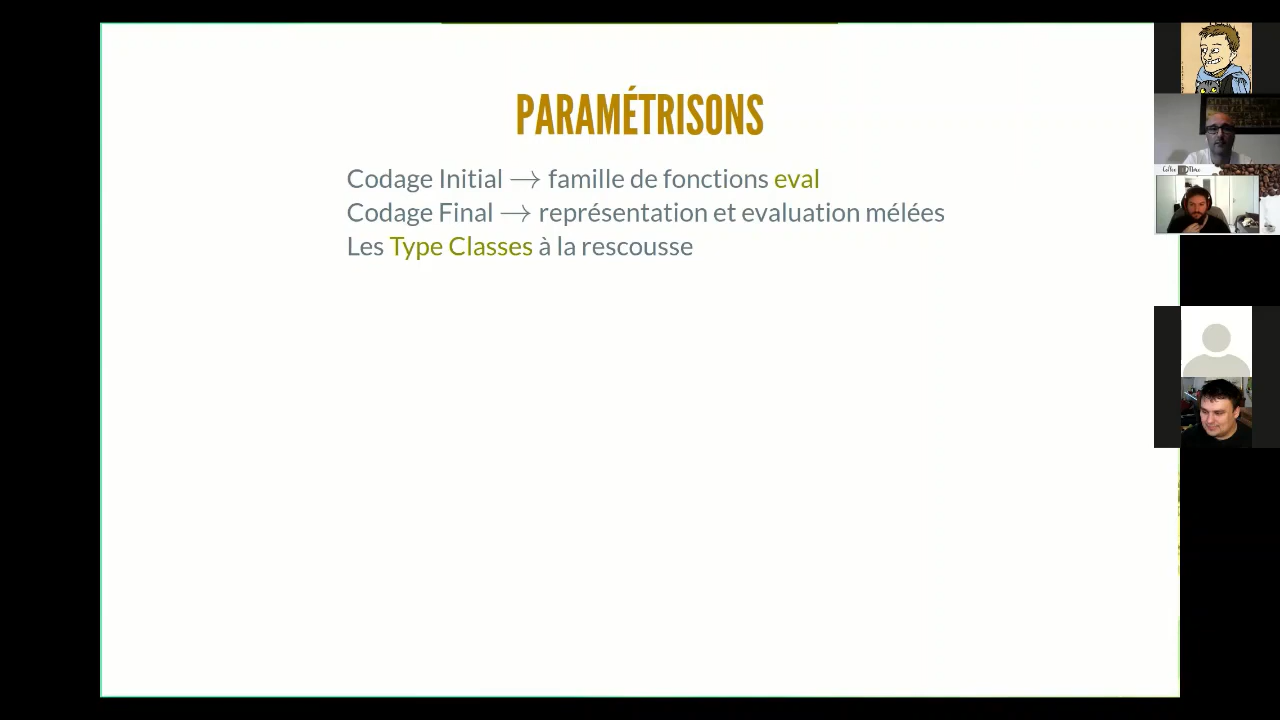 PARAMÉTRISONS
Codage Initial → famille de fonctions eval
Codage Final → représentation et evaluation mélées
Les Type Classes à la rescousse